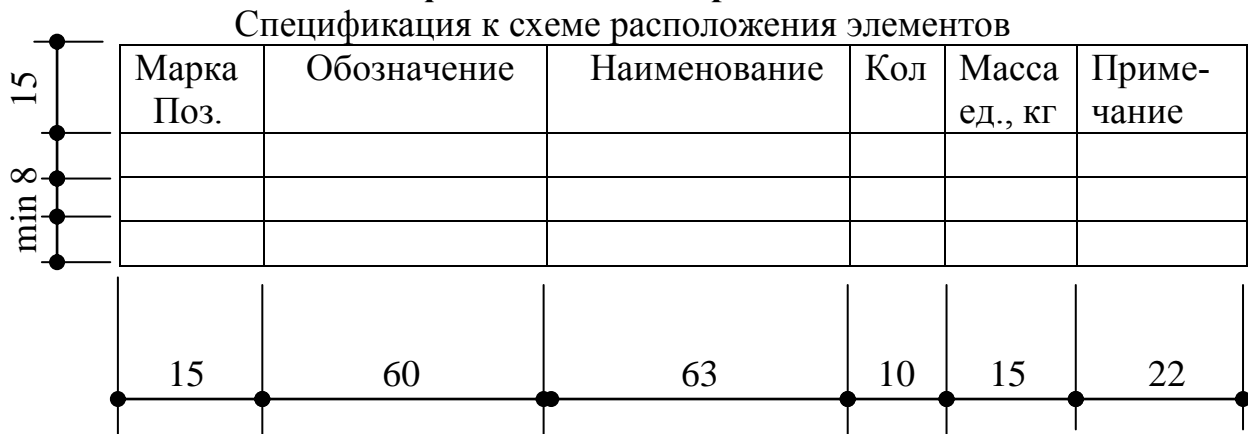 Спецификация к схеме расположения элементов
Марка Поз.
Обозначение
Наименование
Кол
Масса ед., кг
Приме-
чание
15
min 8
15 60 63 10 15 22